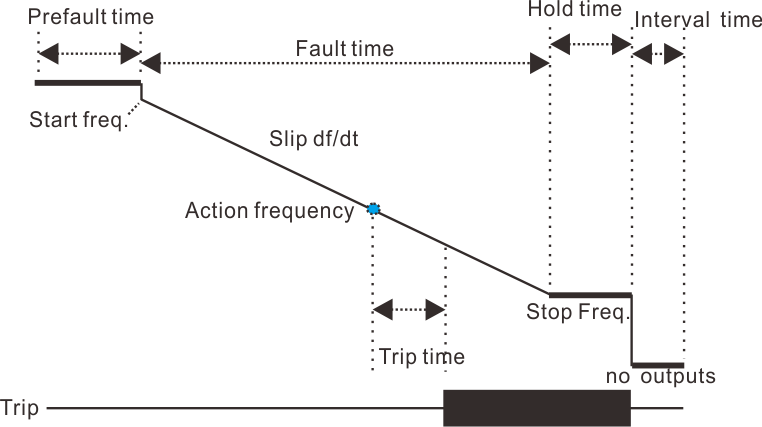 Prefault time
Fault time
Hold time
Interval time
Start freq.
Slip df/dt
Action frequency
Stop Freq.
Trip time
no outputs
Trip